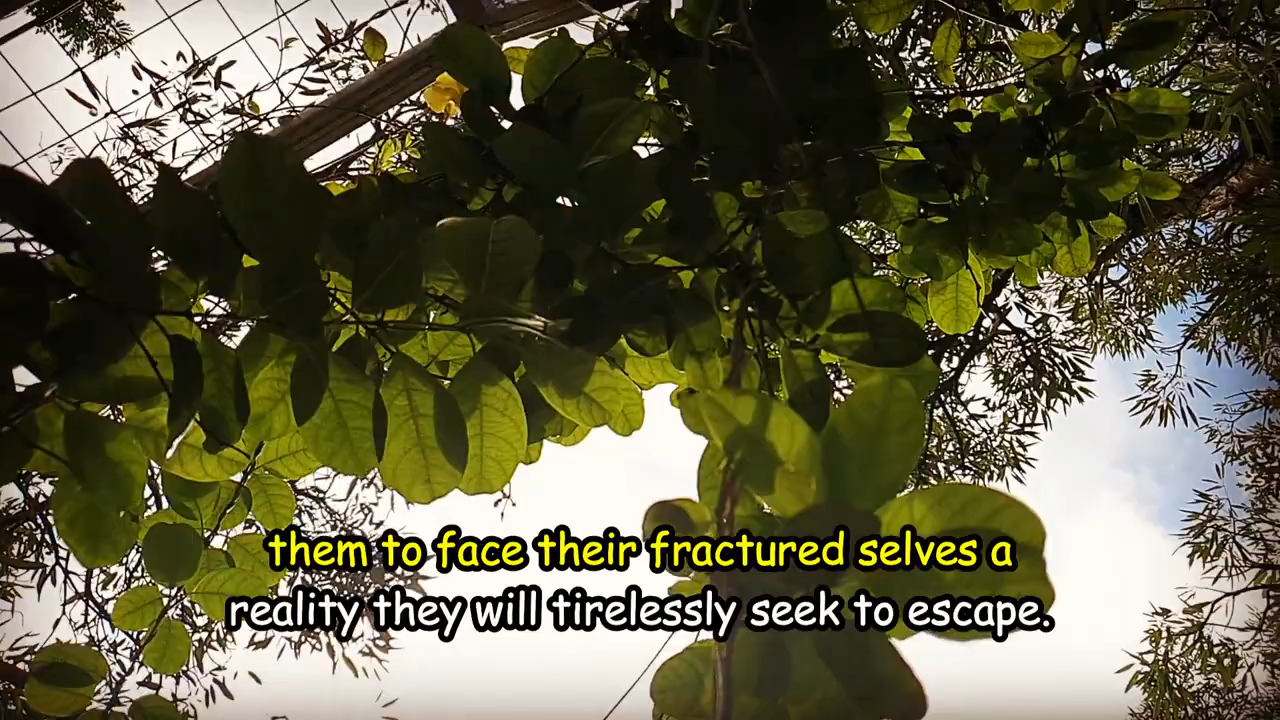 them to face their fractured selves a
reality they will tirelessly seek to escape.